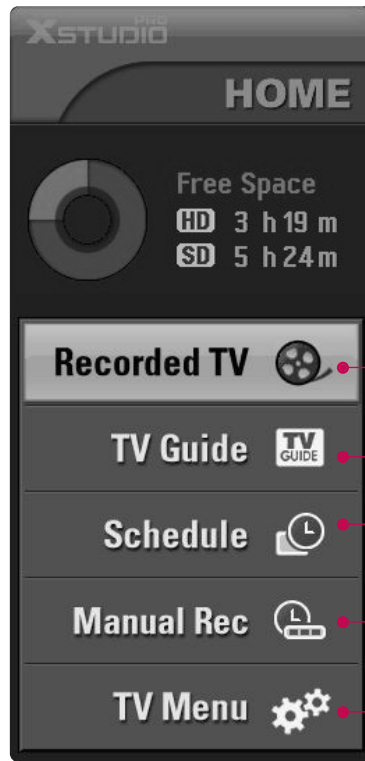 XSTUDIO PRO
HOME
Free Space
HD 3 h 19 m
SD 5 h 24 m
Recorded TV
TV Guide TV GUIDE
Schedule
Manual Rec
TV Menu